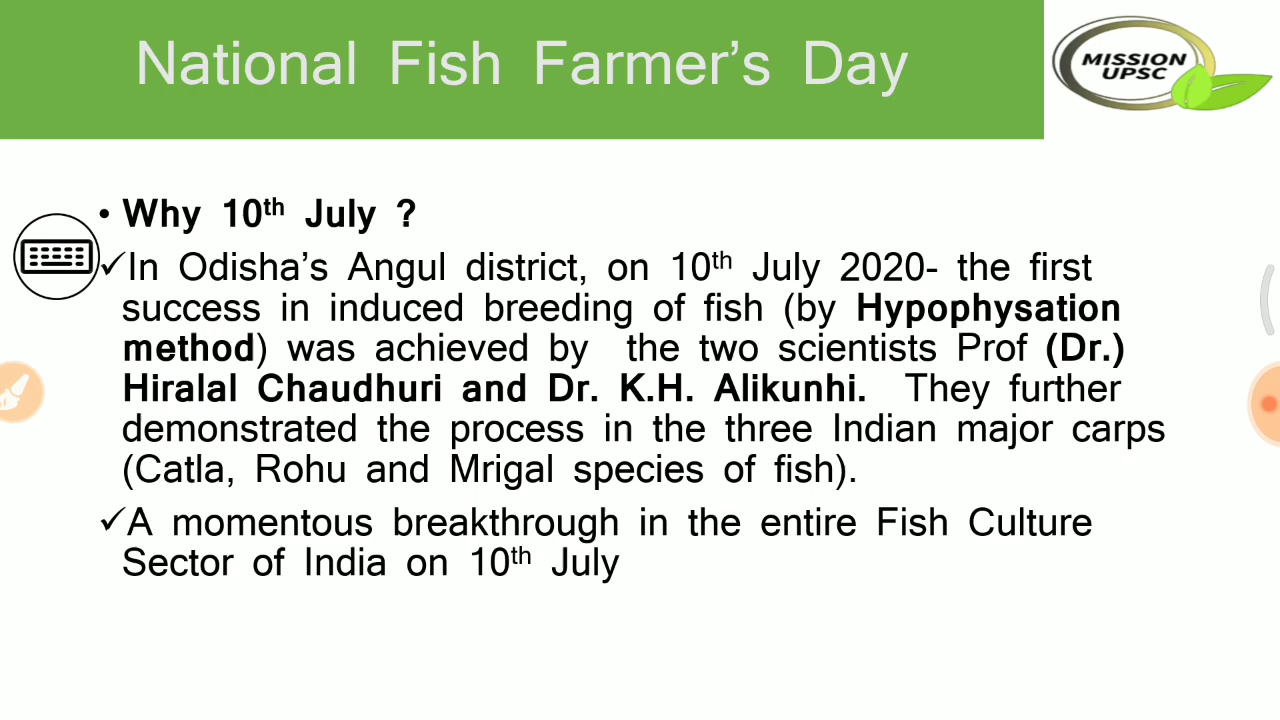 National Fish Farmer’s Day
MISSION
UPSC
• Why 10th July ?
✓In Odisha’s Angul district, on 10th July 2020- the first
success in induced breeding of fish (by Hypophysation
method) was achieved by the two scientists Prof (Dr.)
Hiralal Chaudhuri and Dr. K.H. Alikunhi. They further
demonstrated the process in the three Indian major carps
(Catla, Rohu and Mrigal species of fish).
✓A momentous breakthrough in the entire Fish Culture
Sector of India on 10th July